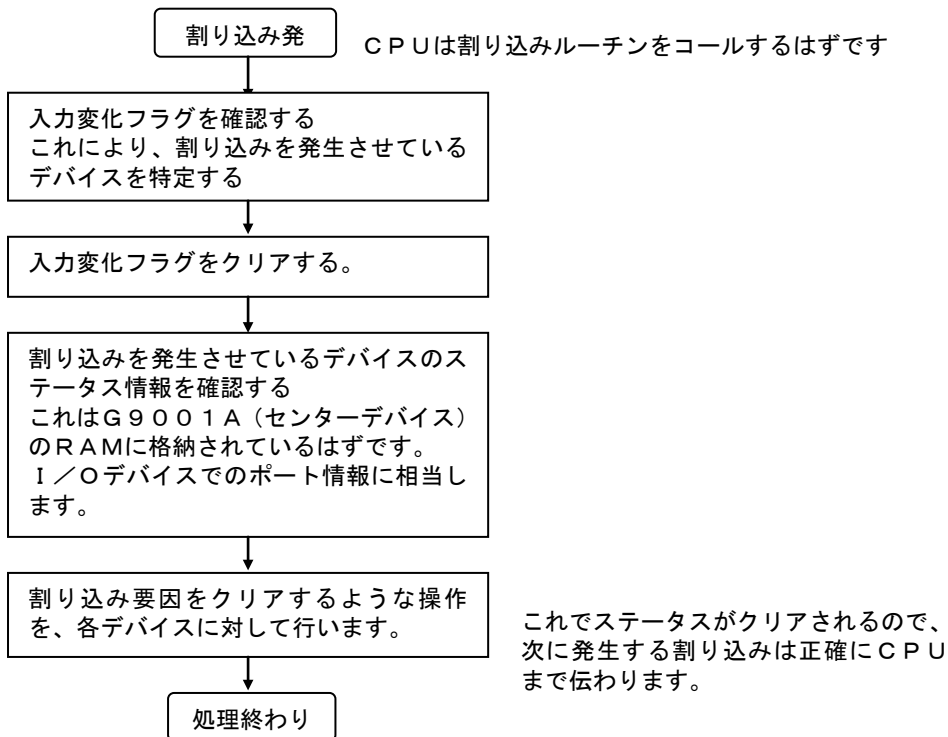 割り込み発
ＣＰＵは割り込みルーチンをコールするはずです
入力変化フラグを確認する
これにより、割り込みを発生させている
デバイスを特定する
入力変化フラグをクリアする。
割り込みを発生させているデバイスのス
テータス情報を確認する
これはＧ９００１Ａ（センターデバイス）
のＲＡＭに格納されているはずです。
Ｉ／Ｏデバイスでのポート情報に相当し
ます。
割り込み要因をクリアするような操作
を、各デバイスに対して行います。
これでステータスがクリアされるので、
次に発生する割り込みは正確にＣＰＵ
まで伝わります。
処理終わり